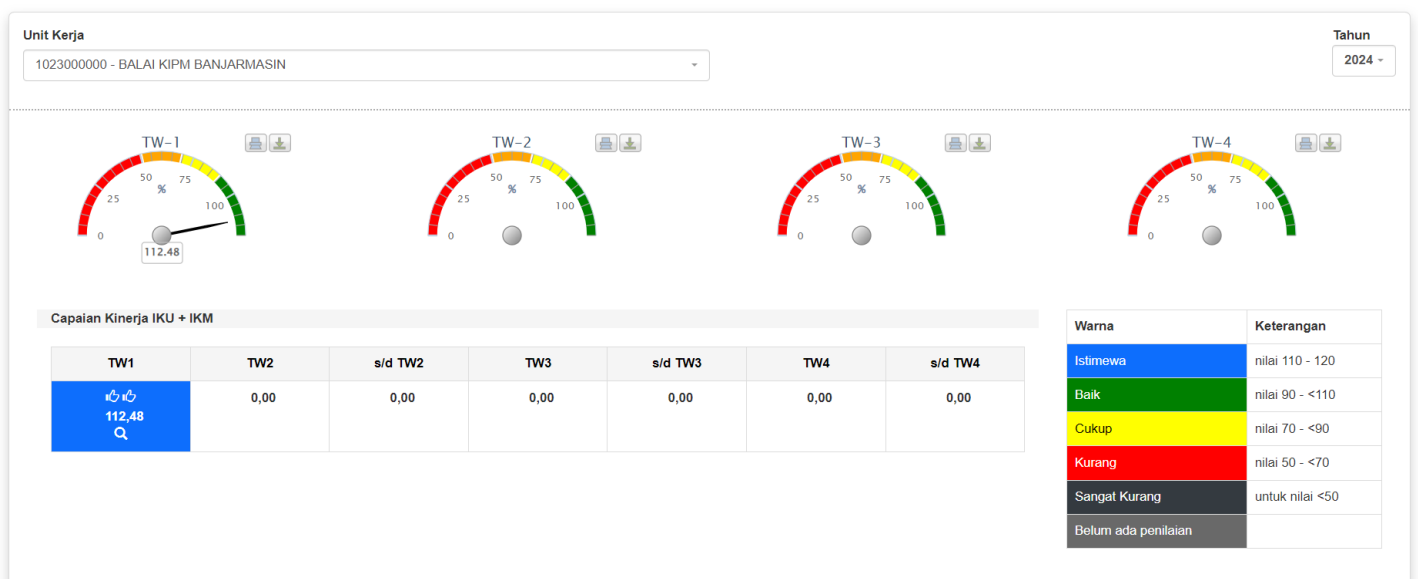 Unit Kerja
Tahun
1023000000 - BALAI KIPM BANJARMASIN
2024
TW-1
TW-2
TW-3
TW-4
0 25 50 75 100
%
112.48
0 25 50 75 100
%
0 25 50 75 100
%
0 25 50 75 100
%
Capaian Kinerja IKU + IKM
TW1 TW2 s/d TW2 TW3 s/d TW3 TW4 s/d TW4
112,48 0,00 0,00 0,00 0,00 0,00 0,00
Warna Keterangan
Istimewa nilai 110 - 120
Baik nilai 90 - <110
Cukup nilai 70 - <90
Kurang nilai 50 - <70
Sangat Kurang untuk nilai <50
Belum ada penilaian